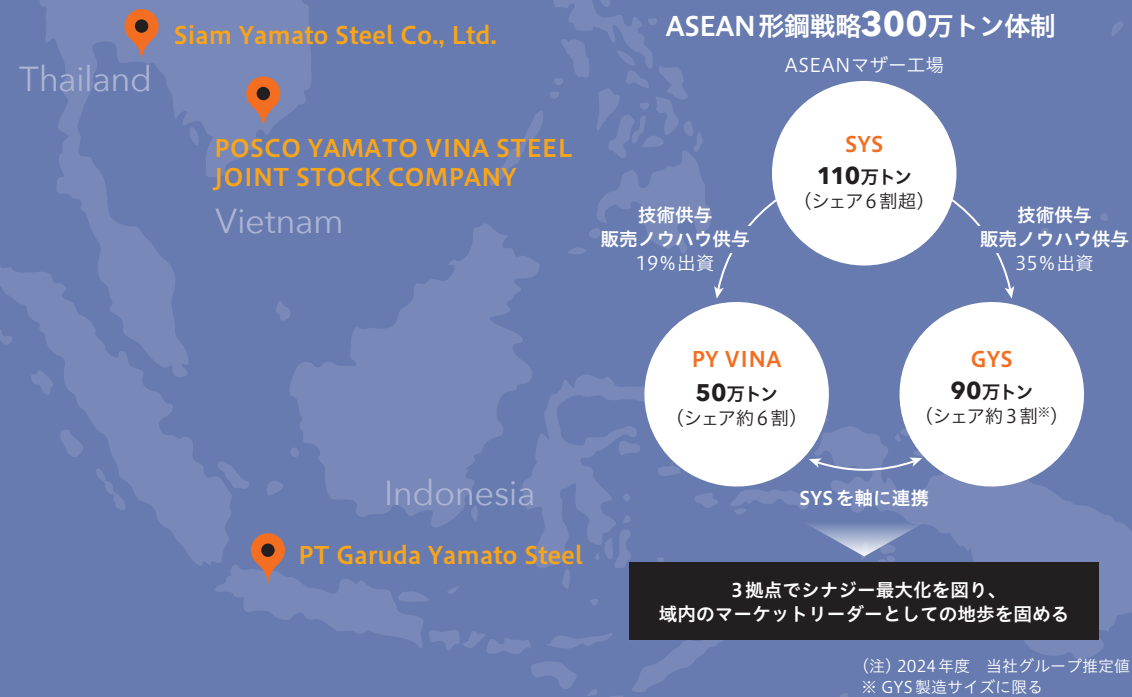 Siam Yamato Steel Co., Ltd.
Thailand
POSCO YAMATO VINA STEEL
JOINT STOCK COMPANY
Vietnam
Indonesia
PT Garuda Yamato Steel
ASEAN形鋼戦略300万トン体制
ASEANマザー工場
SYS
110万トン
（シェア6割超）
技術供与
販売ノウハウ供与
19%出資
技術供与
販売ノウハウ供与
35%出資
PY VINA
50万トン
（シェア約6割）
GYS
90万トン
（シェア約3割※）
SYSを軸に連携
3拠点でシナジー最大化を図り、
域内のマーケットリーダーとしての地歩を固める
（注）2024年度　当社グループ推定値
※ GYS製造サイズに限る